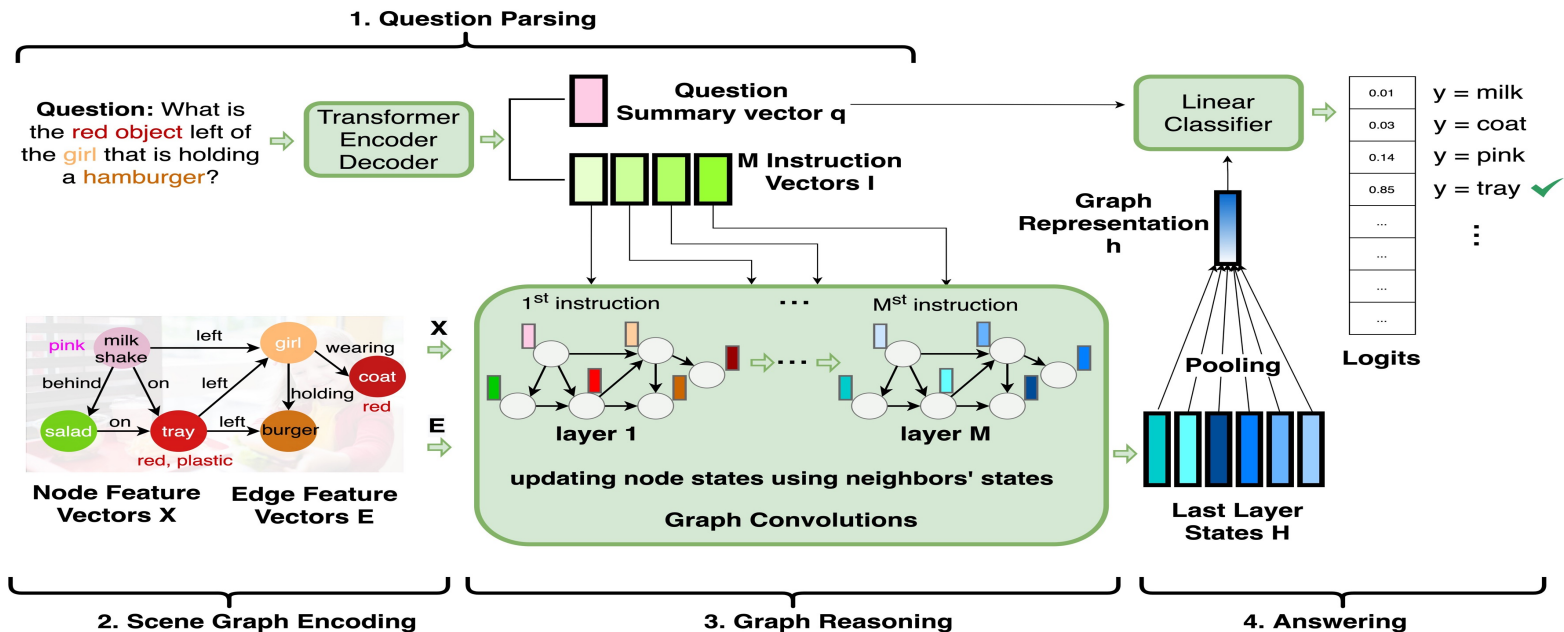 1. Question Parsing
Question: What is
the red object left of
the girl that is holding
a hamburger?
Transformer
Encoder
Decoder
Question
Summary vector q
M Instruction
Vectors I
Linear
Classifier
0.01
0.03
0.14
0.85
...
...
...
...
y = milk
y = coat
y = pink
y = tray
...
Logits
Graph
Representation
h
Pooling
Last Layer
States H
pink
milk
shake
left
girl
wearing
coat
red
behind
on
left
holding
salad
on
tray
left
burger
red, plastic
Node Feature
Vectors X
Edge Feature
Vectors E
X
E
1st instruction
...
Mst instruction
...
layer 1
layer M
updating node states using neighbors' states
Graph Convolutions
2. Scene Graph Encoding
3. Graph Reasoning
4. Answering